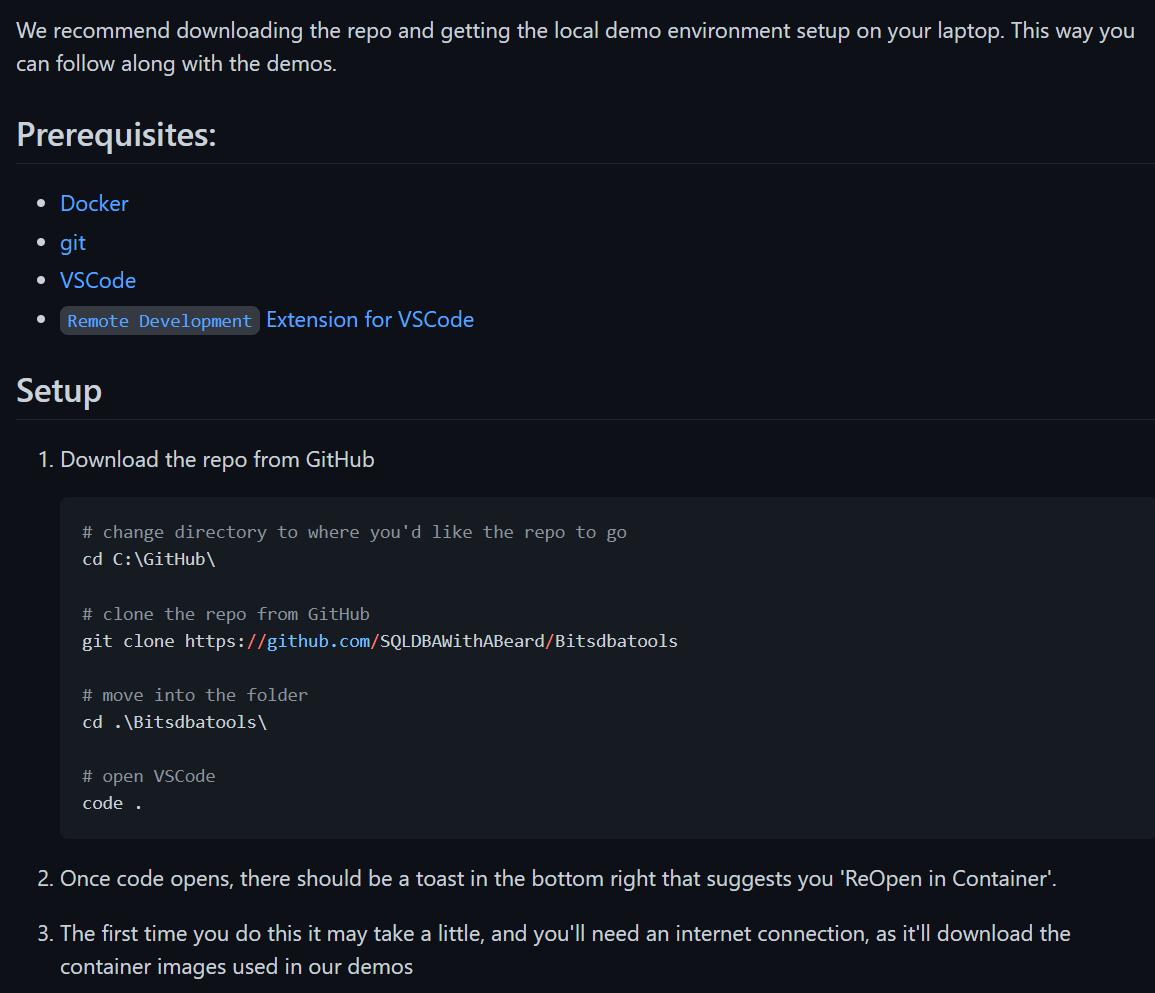 We recommend downloading the repo and getting the local demo environment setup on your laptop. This way you
can follow along with the demos.
Prerequisites:
• Docker
• git
• VSCode
• Remote Development Extension for VSCode
Setup
1. Download the repo from GitHub
# change directory to where you'd like the repo to go
cd C:\GitHub\
# clone the repo from GitHub
git clone https://github.com/SQLDBAWithABeard/Bitsdbatools
# move into the folder
cd .\Bitsdbatools\
# open VSCode
code .
2. Once code opens, there should be a toast in the bottom right that suggests you 'ReOpen in Container'.
3. The first time you do this it may take a little, and you'll need an internet connection, as it'll download the
container images used in our demos